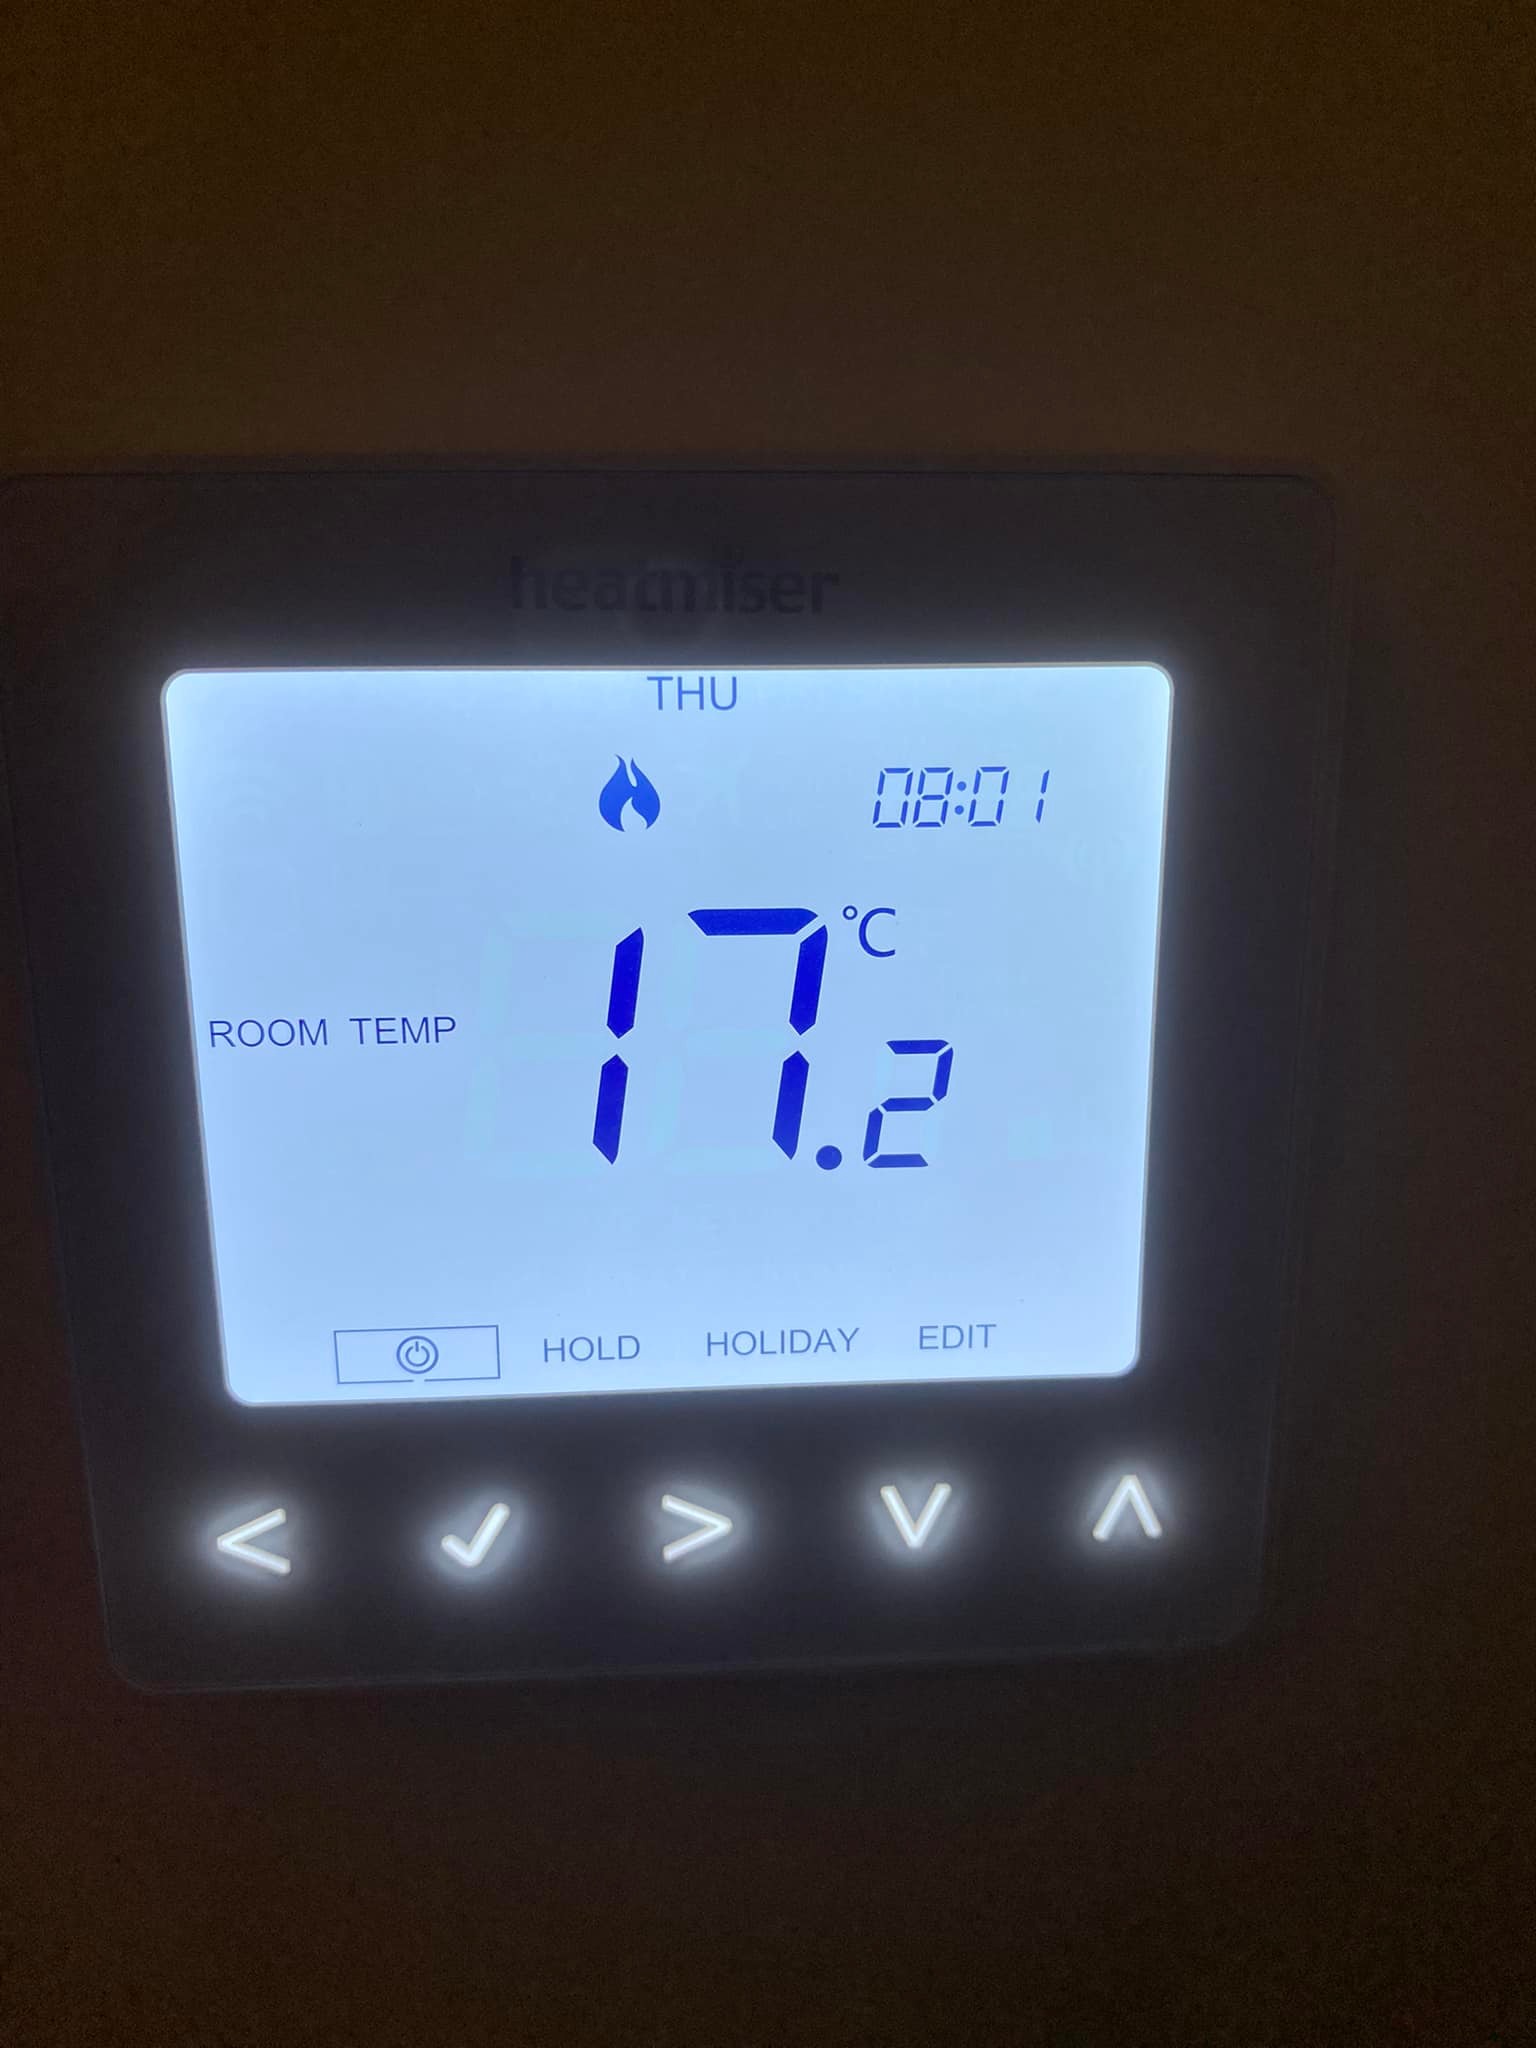 heatmiser
THU
08:01
17.2 °C
ROOM TEMP
HOLD HOLIDAY EDIT